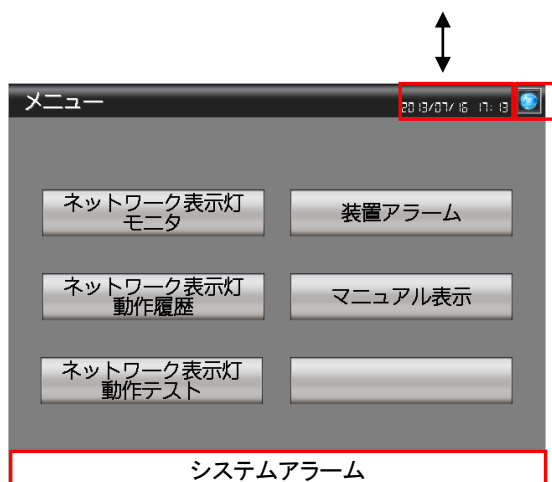 メニュー
2013/07/16 17:13
ネットワーク表示灯
モニタ
装置アラーム
ネットワーク表示灯
動作履歴
マニュアル表示
ネットワーク表示灯
動作テスト
システムアラーム